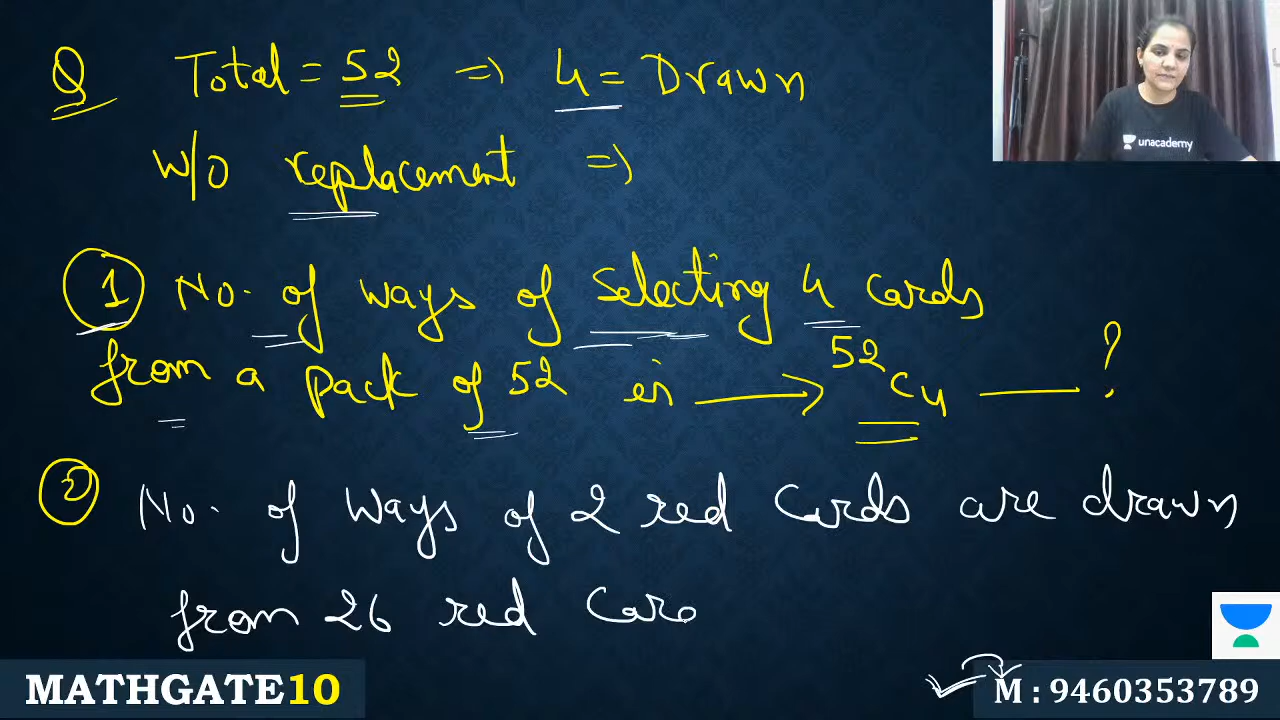 Q Total = 52 => 4 = Drawn
unacademy
W/O replacement =>
1 No. of ways of selecting 4 cards
from a pack of 52 is → 52C4 — ?
2 No. of ways of 2 red cards are drawn
from 26 red Card
MATHGATE10
M : 9460353789